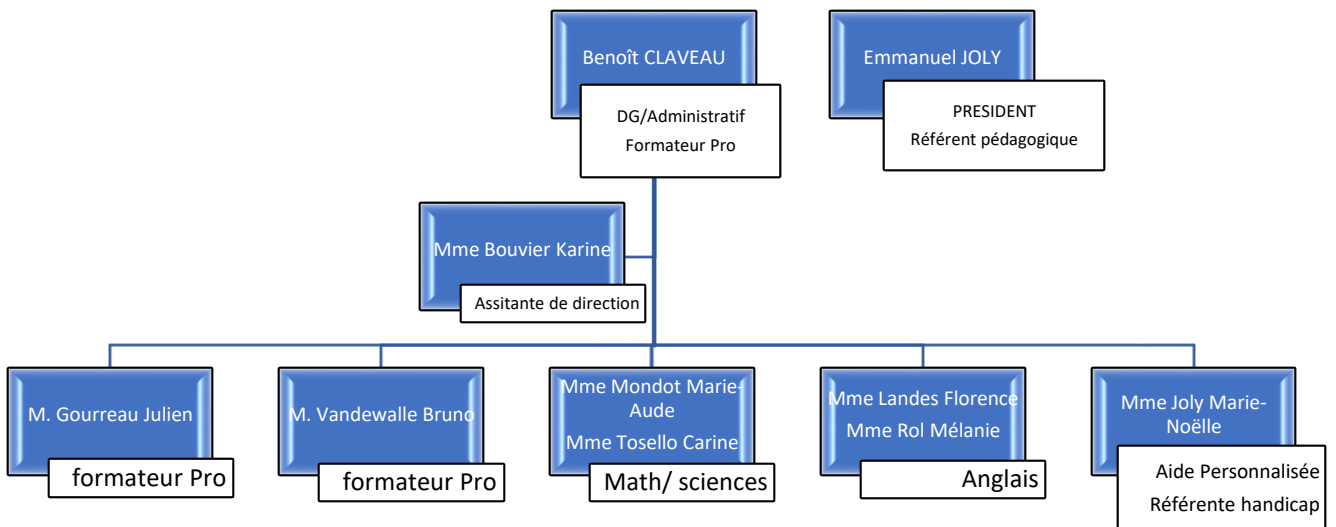 Benoît CLAVEAU
DG/Administratif
Formateur Pro
Emmanuel JOLY
PRESIDENT
Référent pédagogique
Mme Bouvier Karine
Assitante de direction
M. Gourreau Julien
formateur Pro
M. Vandewalle Bruno
formateur Pro
Mme Mondot Marie-
Aude
Mme Tosello Carine
Math/ sciences
Mme Landes Florence
Mme Rol Mélanie
Anglais
Mme Joly Marie-
Noëlle
Aide Personnalisée
Référente handicap